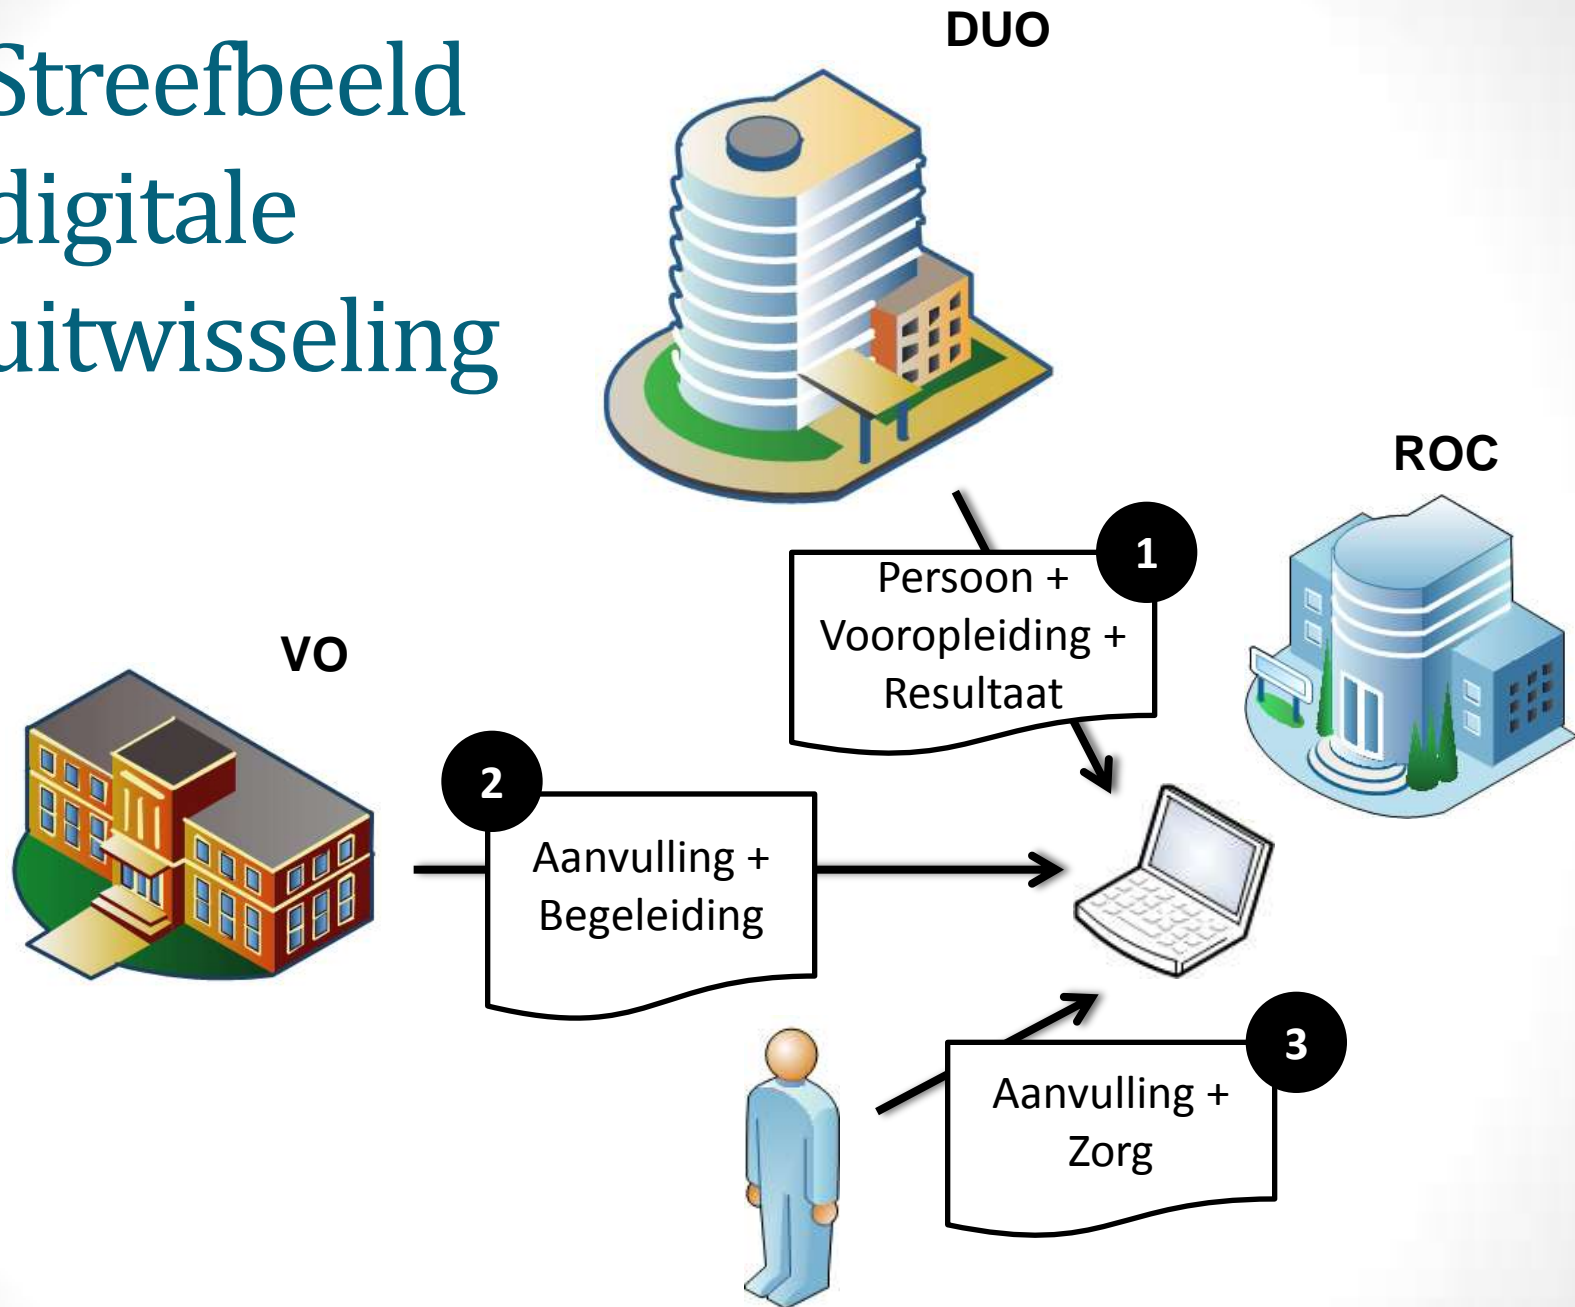 Streefbeeld
digitale
uitwisseling
DUO
ROC
1
Persoon +
Vooropleiding +
Resultaat
VO
2
Aanvulling +
Begeleiding
3
Aanvulling +
Zorg